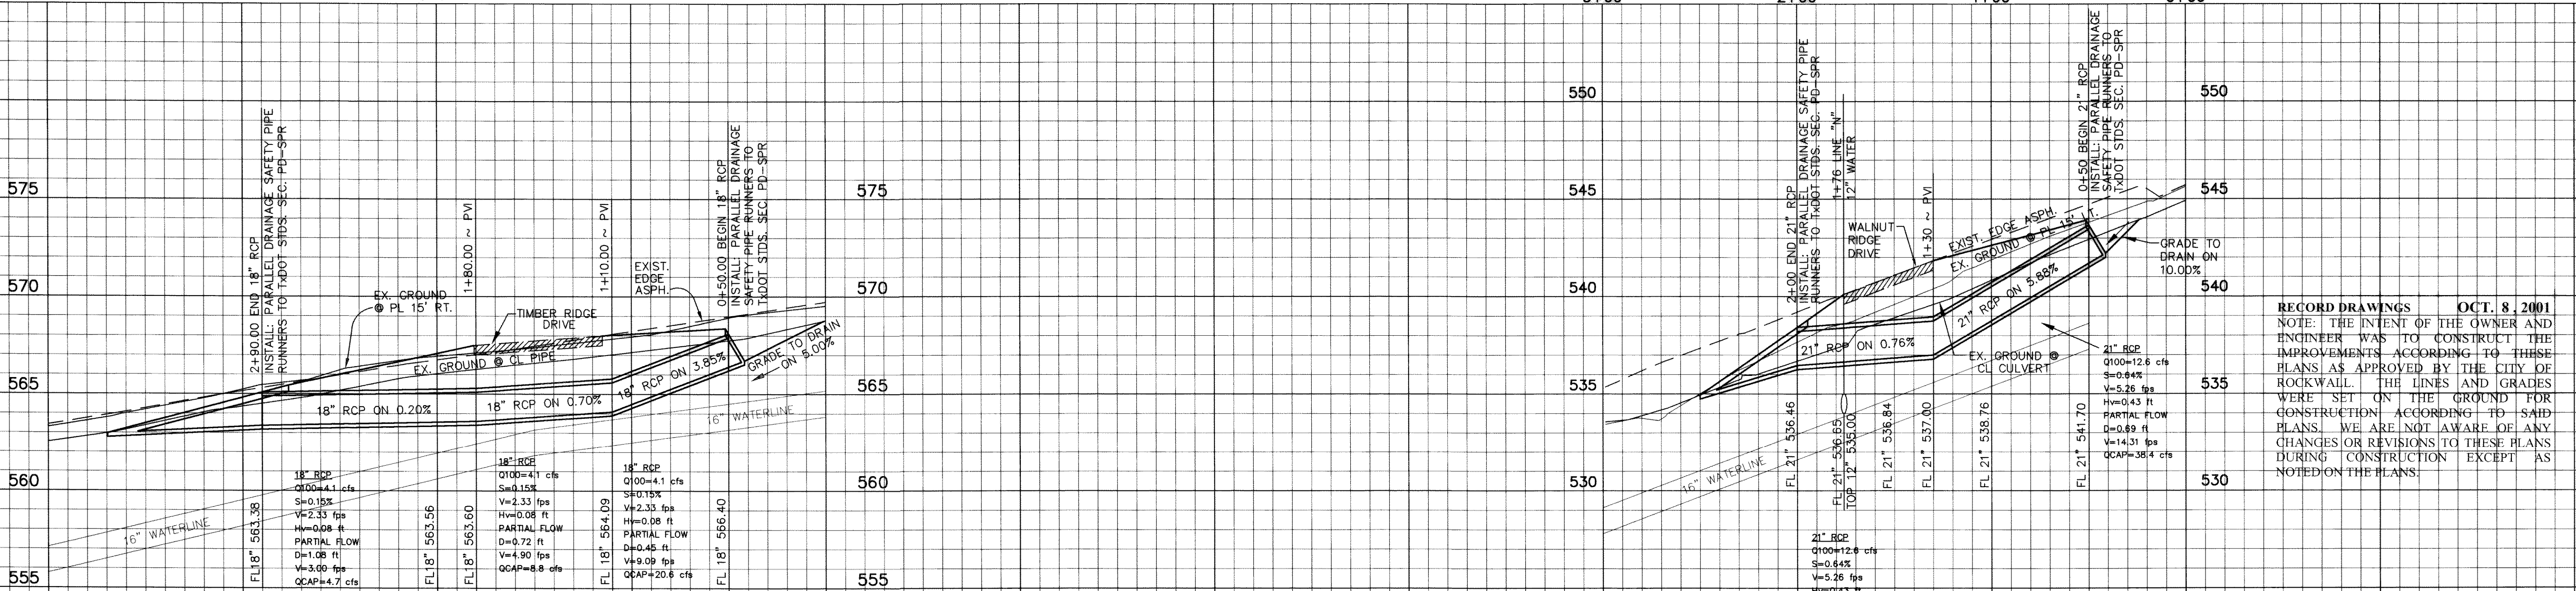 575
570
565
560
555
2+90.00 END 18" RCP
INSTALL: PARALLEL DRAINAGE SAFETY PIPE
RUNNERS TO TxDOT STDS. SEC. PD-SPR
EX. GROUND
@ PL 15' RT.
1+80.00 ~ PVI
TIMBER RIDGE
DRIVE
1+10.00 ~ PVI
EXIST.
EDGE
ASPH.
0+50.00 BEGIN 18" RCP
INSTALL: PARALLEL DRAINAGE
SAFETY PIPE RUNNERS TO
TxDOT STDS. SEC. PD-SPR
EX. GROUND @ CL PIPE
18" RCP ON 0.20%
18" RCP ON 0.70%
18" RCP ON 3.85%
GRADE TO DRAIN
ON 5.00%
16" WATERLINE
16" WATERLINE
FL18" 563.38
18" RCP
Q100=4.1 cfs
S=0.15%
V=2.33 fps
Hv=0.08 ft
PARTIAL FLOW
D=1.08 ft
V=3.00 fps
QCAP=4.7 cfs
FL18" 563.56
FL18" 563.60
18" RCP
Q100=4.1 cfs
S=0.15%
V=2.33 fps
Hv=0.08 ft
PARTIAL FLOW
D=0.72 ft
V=4.90 fps
QCAP=8.8 cfs
FL 18" 564.09
18" RCP
Q100=4.1 cfs
S=0.15%
V=2.33 fps
Hv=0.08 ft
PARTIAL FLOW
D=0.45 ft
V=9.09 fps
QCAP=20.6 cfs
FL 18" 566.40
575
570
565
560
555
550
545
540
535
530
2+00 END 21" RCP
INSTALL: PARALLEL DRAINAGE SAFETY PIPE
RUNNERS TO TxDOT STDS. SEC. PD-SPR
1+76 LINE "N"
12" WATER
WALNUT
RIDGE
DRIVE
1+30 ~ PVI
EXIST. EDGE ASPH.
EX. GROUND @ PL 15' LT.
0+50 BEGIN 21" RCP
INSTALL: PARALLEL DRAINAGE
SAFETY PIPE RUNNERS TO
TxDOT STDS. SEC. PD-SPR
GRADE TO
DRAIN ON
10.00%
21" RCP ON 0.76%
21" RCP ON 5.88%
EX. GROUND @
CL CULVERT
16" WATERLINE
FL 21" 536.46
FL 21" 536.65
TOP 12" 535.00
FL 21" 536.84
FL 21" 537.00
FL 21" 538.76
FL 21" 541.70
21" RCP
Q100=12.6 cfs
S=0.64%
V=5.26 fps
Hv=0.43 ft
PARTIAL FLOW
D=0.69 ft
V=14.31 fps
QCAP=38.4 cfs
21" RCP
Q100=12.6 cfs
S=0.64%
V=5.26 fps
550
545
540
535
530
RECORD DRAWINGS OCT. 8, 2001
NOTE: THE INTENT OF THE OWNER AND
ENGINEER WAS TO CONSTRUCT THE
IMPROVEMENTS ACCORDING TO THESE
PLANS AS APPROVED BY THE CITY OF
ROCKWALL. THE LINES AND GRADES
WERE SET ON THE GROUND FOR
CONSTRUCTION ACCORDING TO SAID
PLANS. WE ARE NOT AWARE OF ANY
CHANGES OR REVISIONS TO THESE PLANS
DURING CONSTRUCTION EXCEPT AS
NOTED ON THE PLANS.